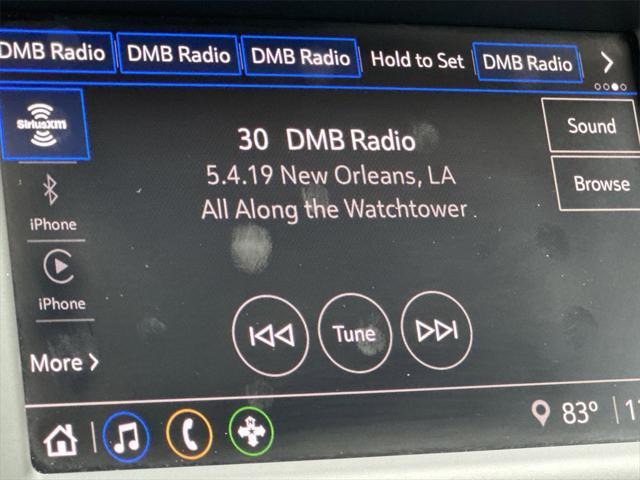 DMB Radio DMB Radio DMB Radio Hold to Set DMB Radio
SiriusXM
30 DMB Radio
Sound
5.4.19 New Orleans, LA
Browse
All Along the Watchtower
iPhone
iPhone
Tune
More
83°